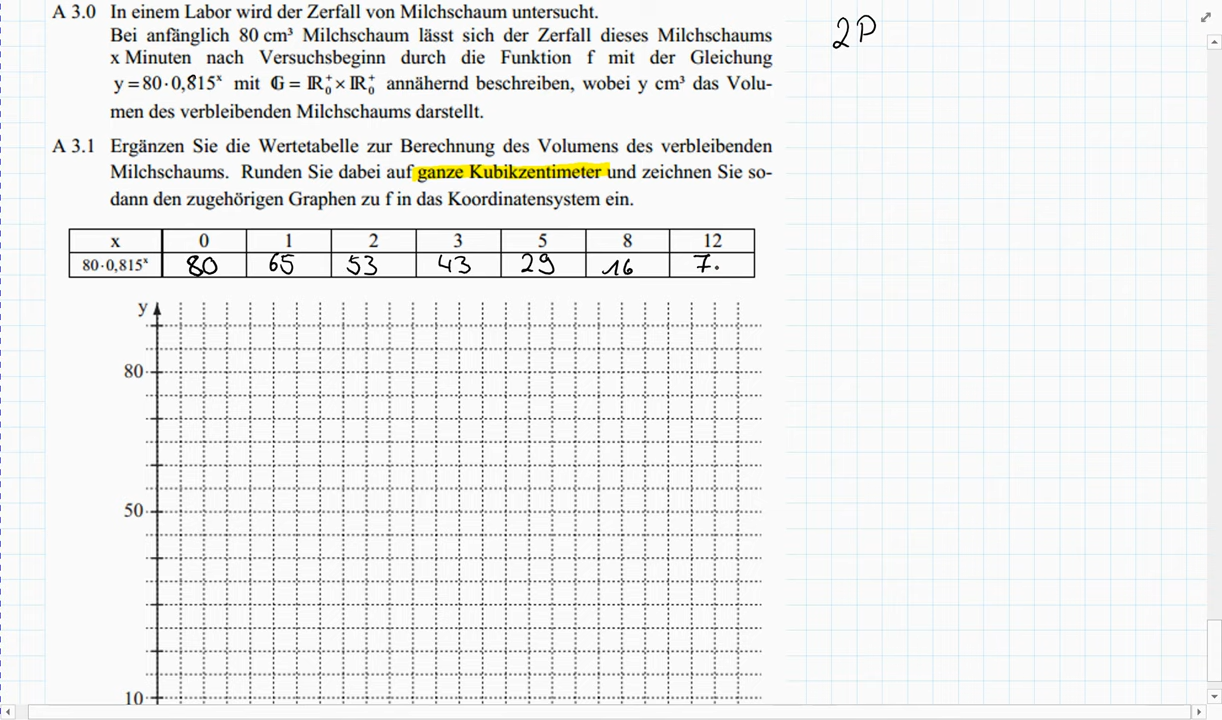 A 3.0 In einem Labor wird der Zerfall von Milchschaum untersucht.
Bei anfänglich 80 cm³ Milchschaum lässt sich der Zerfall dieses Milchschaums
x Minuten nach Versuchsbeginn durch die Funktion f mit der Gleichung
y = 80·0,815ˣ mit 𝔾 = ℝ₀⁺ × ℝ₀⁺ annähernd beschreiben, wobei y cm³ das Volu-
men des verbleibenden Milchschaums darstellt.
2P
A 3.1 Ergänzen Sie die Wertetabelle zur Berechnung des Volumens des verbleibenden
Milchschaums. Runden Sie dabei auf ganze Kubikzentimeter und zeichnen Sie so-
dann den zugehörigen Graphen zu f in das Koordinatensystem ein.
x 0 1 2 3 5 8 12
80·0,815ˣ 80 65 53 43 29 16 7.
y
80
50
10